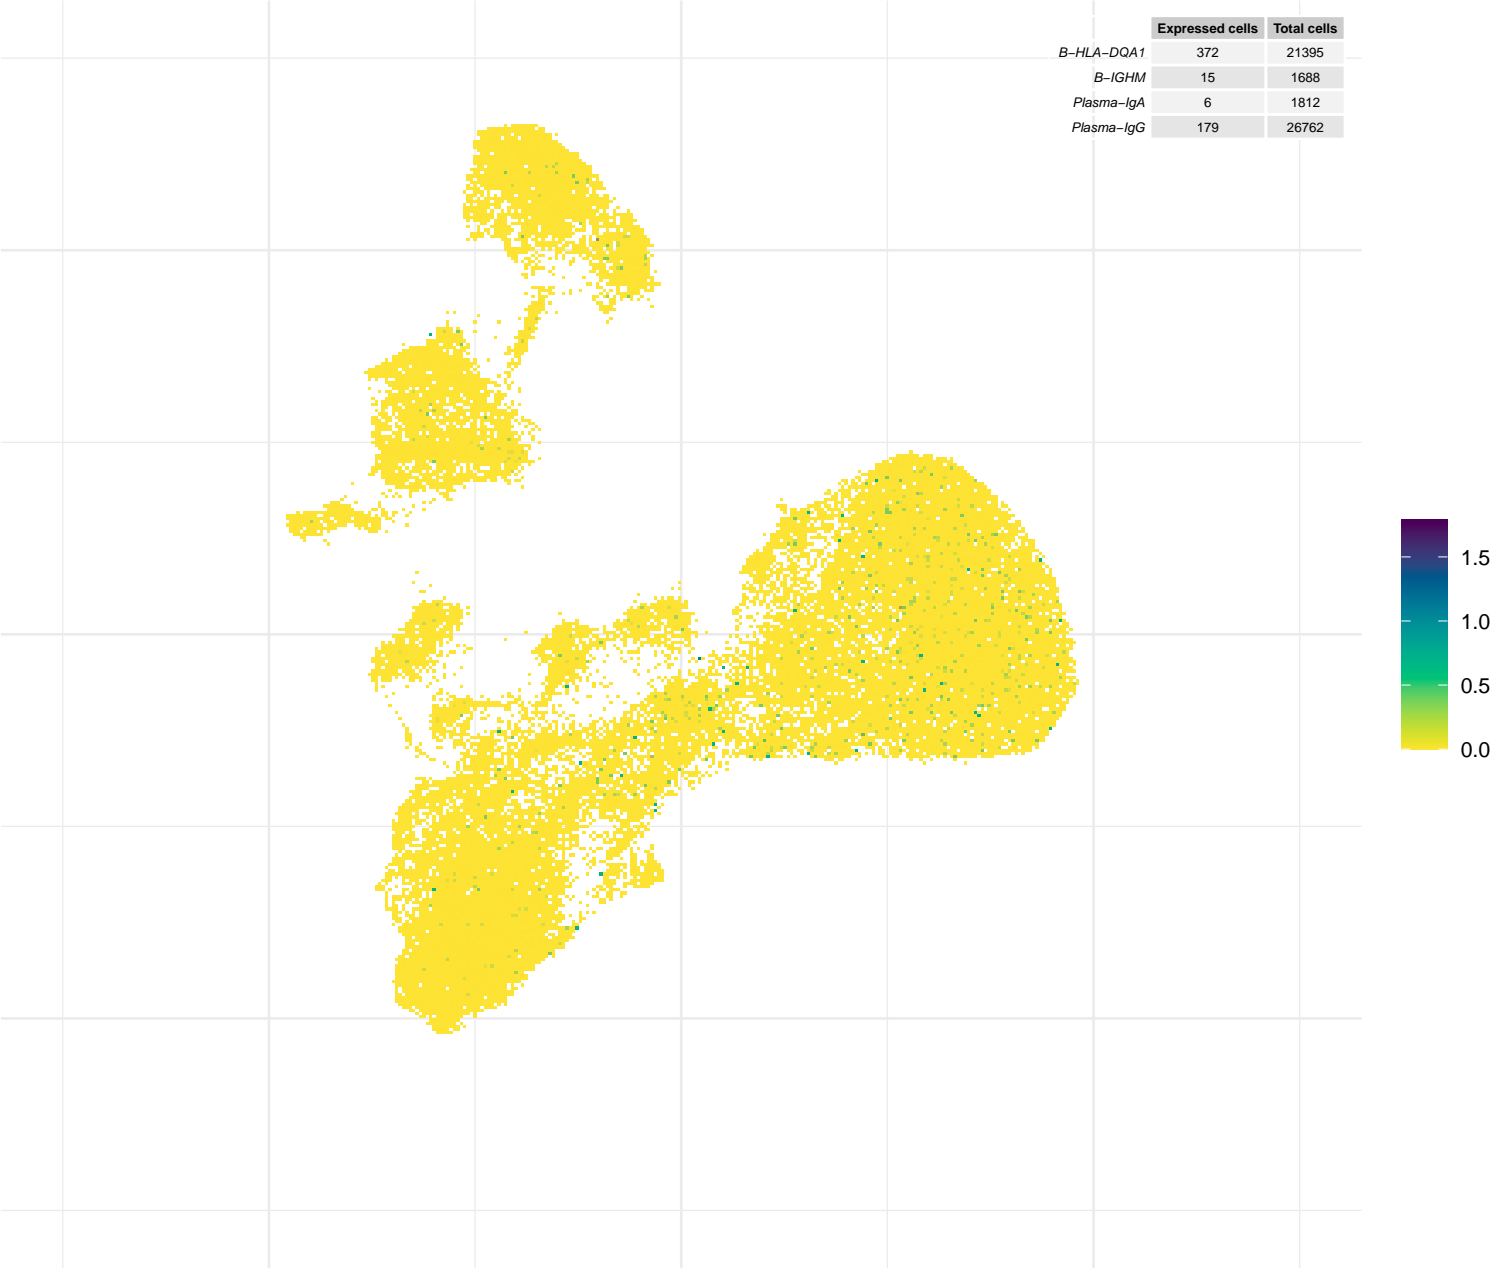 Expressed cells Total cells
B−HLA−DQA1 372 21395
B−IGHM 15 1688
Plasma−IgA 6 1812
Plasma−IgG 179 26762
1.5
1.0
0.5
0.0